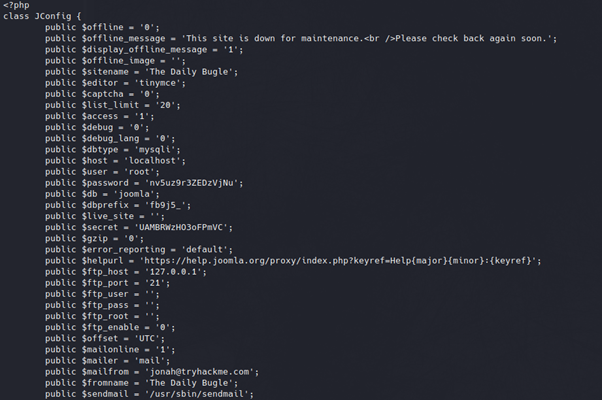 <?php
class JConfig {
public $offline = '0';
public $offline_message = 'This site is down for maintenance.<br />Please check back again soon.';
public $display_offline_message = '1';
public $offline_image = '';
public $sitename = 'The Daily Bugle';
public $editor = 'tinymce';
public $captcha = '0';
public $list_limit = '20';
public $access = '1';
public $debug = '0';
public $debug_lang = '0';
public $dbtype = 'mysqli';
public $host = 'localhost';
public $user = 'root';
public $password = 'nv5uz9r3ZEDzVjNu';
public $db = 'joomla';
public $dbprefix = 'fb9j5_';
public $live_site = '';
public $secret = 'UAMBRWzHO3oFPmVC';
public $gzip = '0';
public $error_reporting = 'default';
public $helpurl = 'https://help.joomla.org/proxy/index.php?keyref=Help{major}{minor}:{keyref}';
public $ftp_host = '127.0.0.1';
public $ftp_port = '21';
public $ftp_user = '';
public $ftp_pass = '';
public $ftp_root = '';
public $ftp_enable = '0';
public $offset = 'UTC';
public $mailonline = '1';
public $mailer = 'mail';
public $mailfrom = 'jonah@tryhackme.com';
public $fromname = 'The Daily Bugle';
public $sendmail = '/usr/sbin/sendmail';